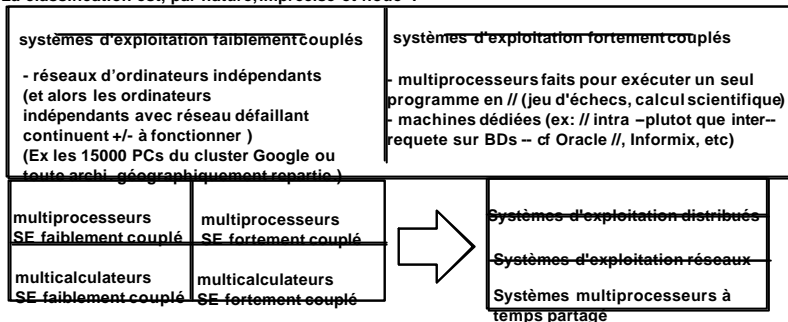 La classification est, par nature, imprécise et floue :
systèmes d'exploitation faiblement couplés
- réseaux d'ordinateurs indépendants
(et alors les ordinateurs
indépendants avec réseau défaillant
continuent +/- à fonctionner )
(Ex les 15000 PCs du cluster Google ou
toute archi. géographiquement repartie )
systèmes d'exploitation fortement couplés
- multiprocesseurs faits pour exécuter un seul
programme en // (jeu d'échecs, calcul scientifique)
- machines dédiées (ex: // intra –plutot que inter--
requete sur BDs -- cf Oracle //, Informix, etc)
multiprocesseurs
SE faiblement couplé
multiprocesseurs
SE fortement couplé
multicalculateurs
SE faiblement couplé
multicalculateurs
SE fortement couplé
Systèmes d'exploitation distribués
Systèmes d'exploitation réseaux
Systèmes multiprocesseurs à
temps partagé